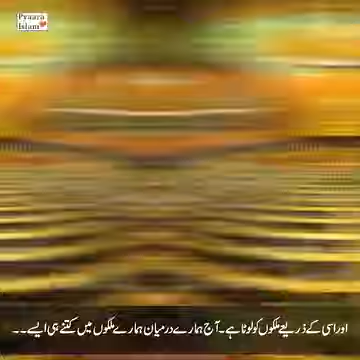 Pyaara
Islam
اور اسی کے ذریعے ملکوں کو لوٹا ہے۔ آج ہمارے درمیان ہمارے ملکوں میں کتنے ہی ایسے۔۔